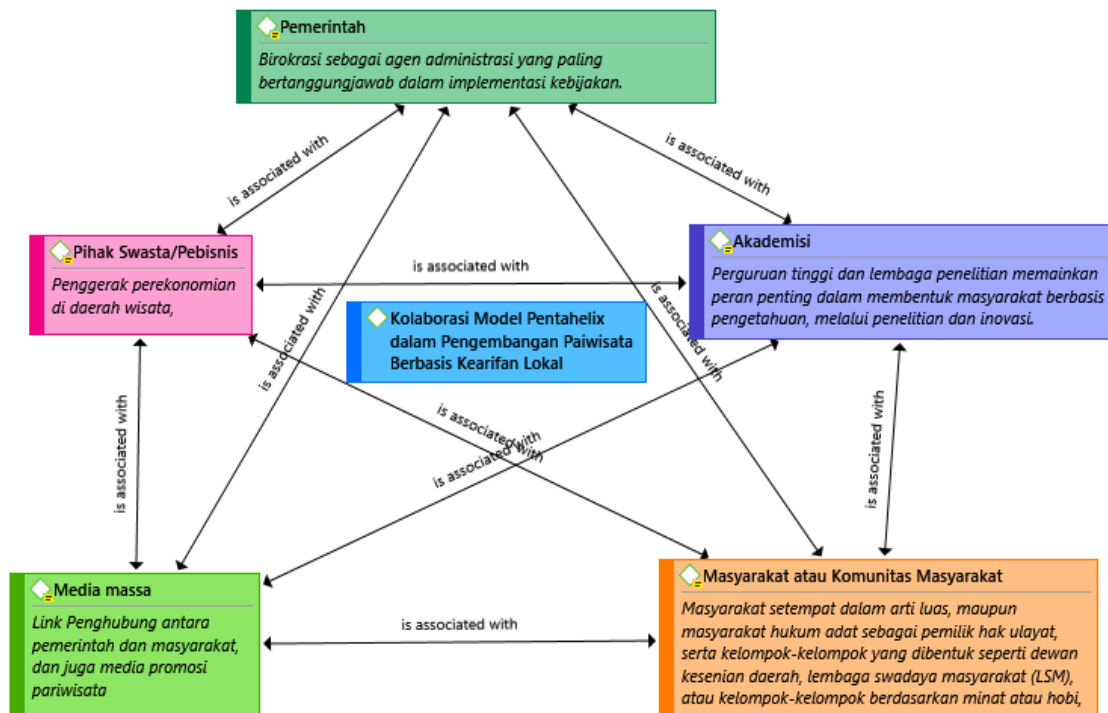 Pemerintah
Birokrasi sebagai agen administrasi yang paling
bertanggungjawab dalam implementasi kebijakan.
is associated with
is associated with
is associated with
is associated with
Pihak Swasta/Pebisnis
Penggerak perekonomian
di daerah wisata,
Akademisi
Perguruan tinggi dan lembaga penelitian memainkan
peran penting dalam membentuk masyarakat berbasis
pengetahuan, melalui penelitian dan inovasi.
is associated with
Kolaborasi Model Pentahelix
dalam Pengembangan Paiwisata
Berbasis Kearifan Lokal
is associated with
is associated with
is associated with
is associated with
Media massa
Link Penghubung antara
pemerintah dan masyarakat,
dan juga media promosi
pariwisata
is associated with
Masyarakat atau Komunitas Masyarakat
Masyarakat setempat dalam arti luas, maupun
masyarakat hukum adat sebagai pemilik hak ulayat,
serta kelompok-kelompok yang dibentuk seperti dewan
kesenian daerah, lembaga swadaya masyarakat (LSM),
atau kelompok-kelompok berdasarkan minat atau hobi,